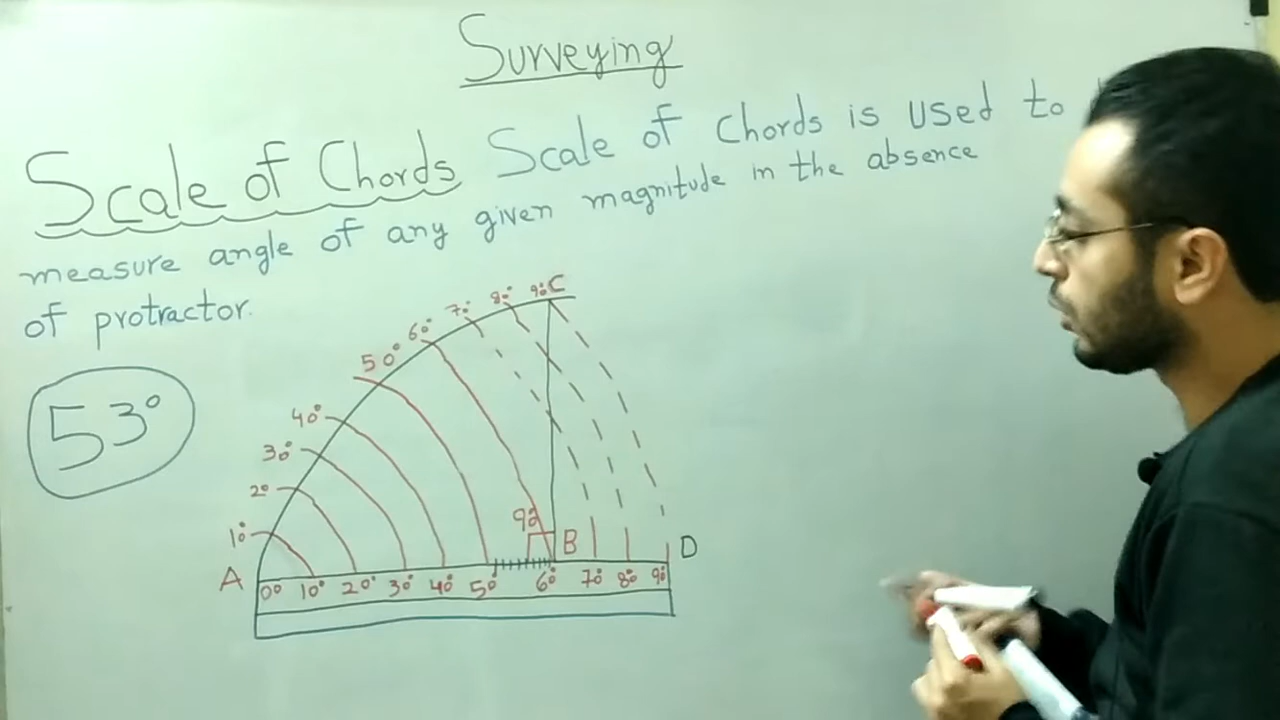 Surveying
Scale of Chords Scale of Chords is used to
measure angle of any given magnitude in the absence
of protractor.
53°
10° 20° 30° 40° 50° 60° 70° 80° 90° C
90°
A B D
0° 10° 20° 30° 40° 50° 60° 70° 80° 90°